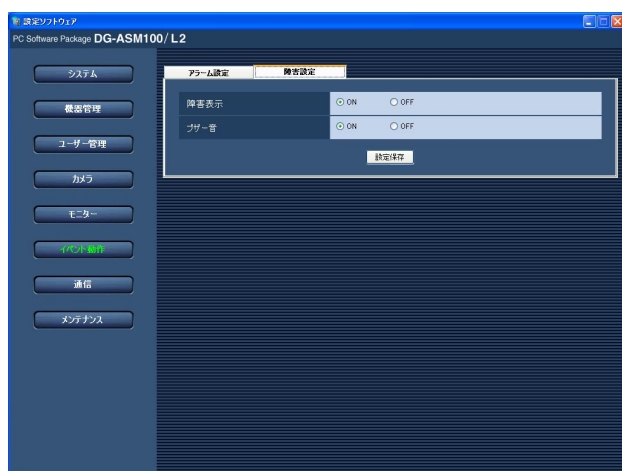 設定ソフトウェア
PC Software Package DG-ASM100/L2
システム
機器管理
ユーザー管理
カメラ
モニター
イベント動作
通信
メンテナンス
アラーム設定 障害設定
障害表示 ON OFF
ブザー音 ON OFF
設定保存